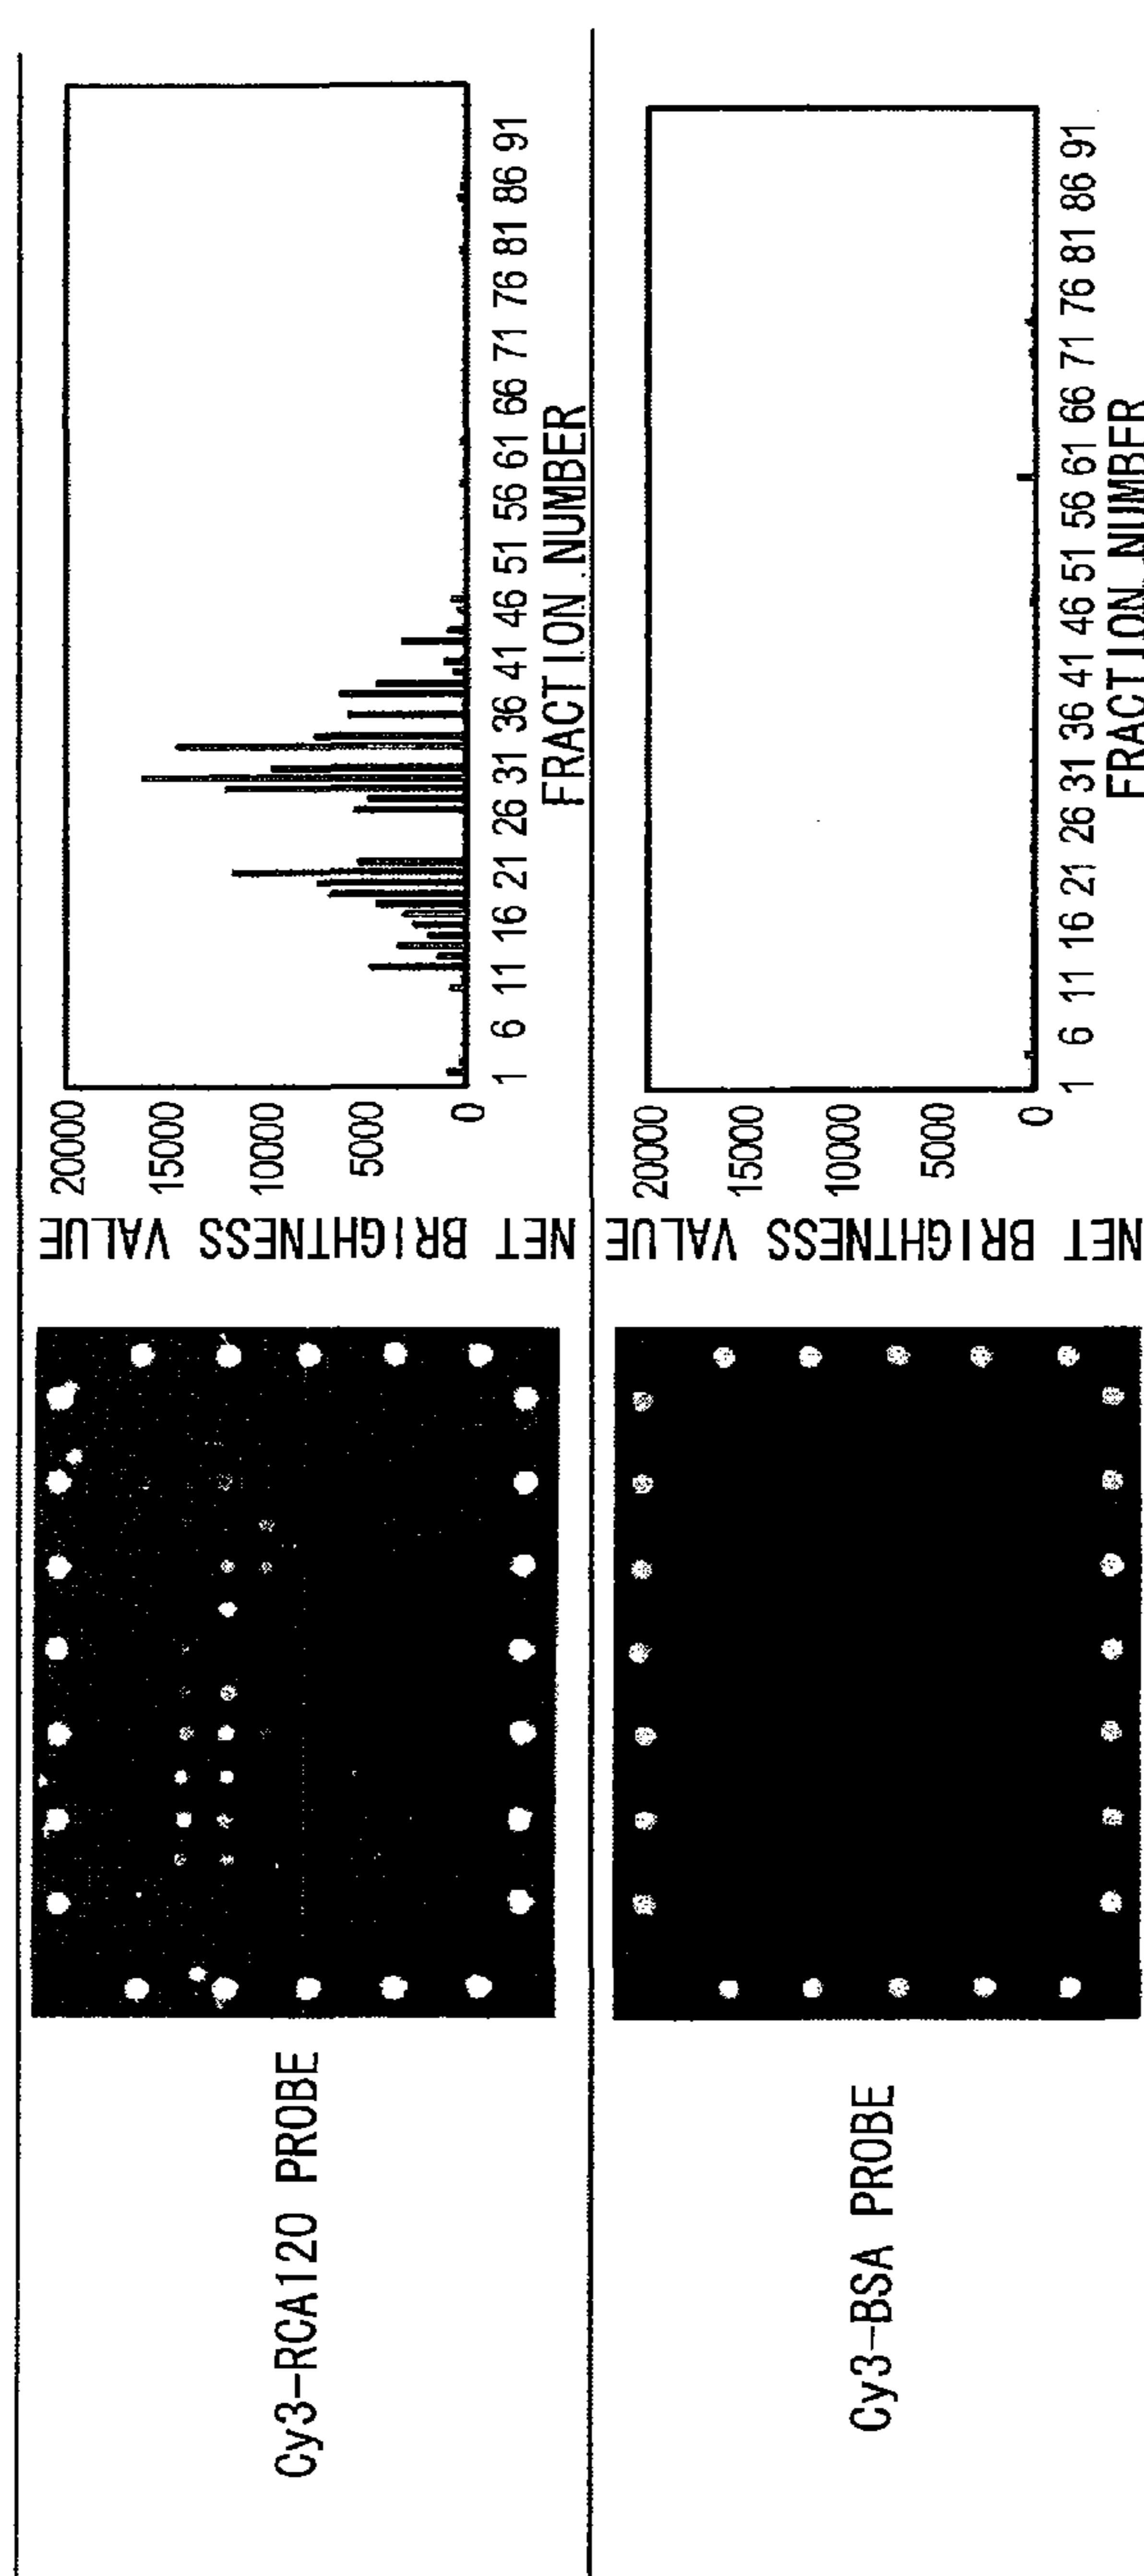 Cy3-RCA120 PROBE
NET BRIGHTNESS VALUE
20000
15000
10000
5000
0
1 6 11 16 21 26 31 36 41 46 51 56 61 66 71 76 81 86 91
FRACTION NUMBER
Cy3-BSA PROBE
NET BRIGHTNESS VALUE
20000
15000
10000
5000
0
1 6 11 16 21 26 31 36 41 46 51 56 61 66 71 76 81 86 91
FRACTION NUMBER